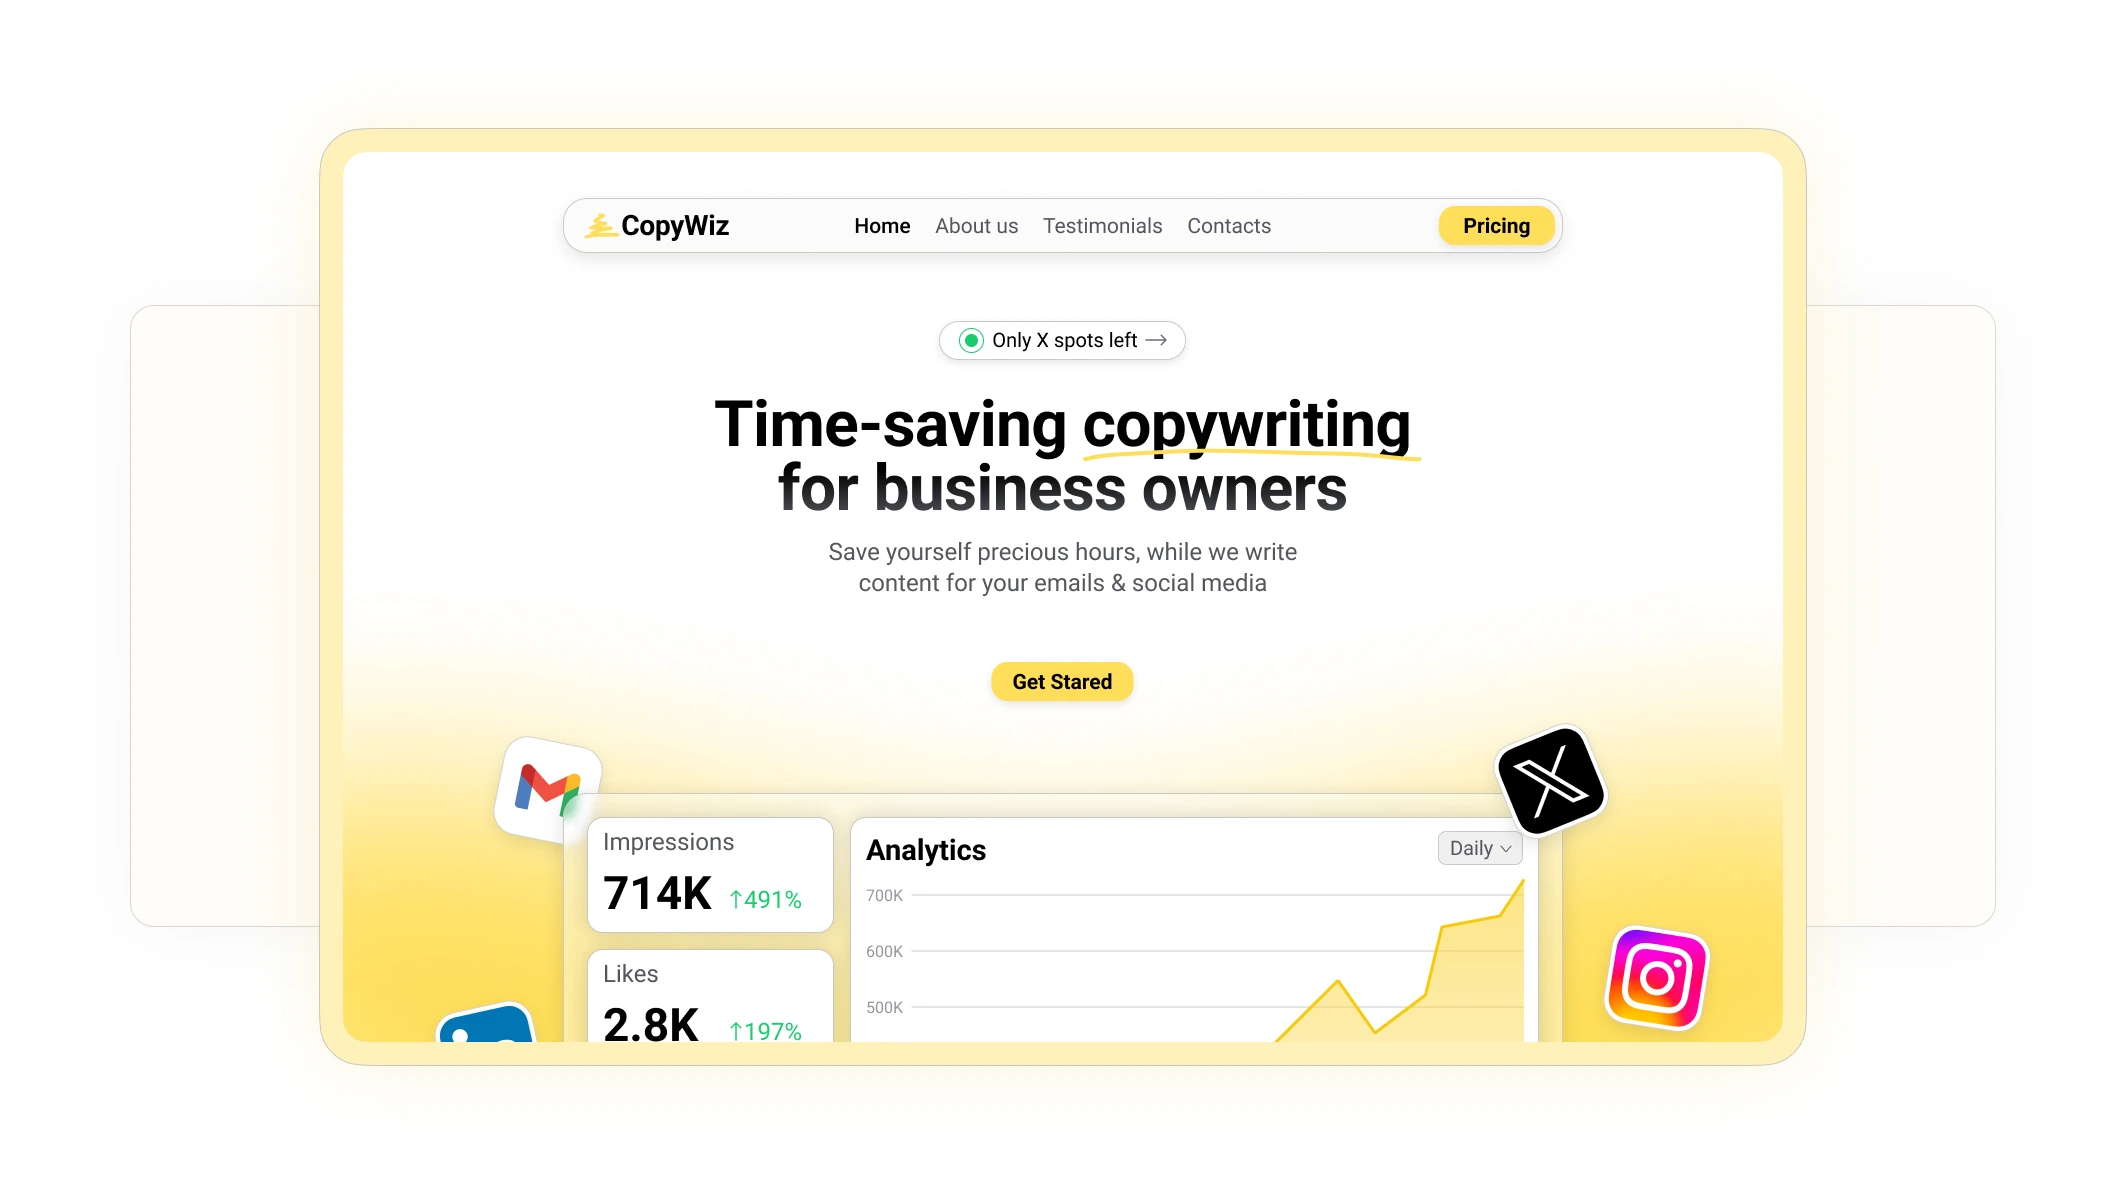 CopyWiz
Home About us Testimonials Contacts
Pricing
Only X spots left →
Time-saving copywriting
for business owners
Save yourself precious hours, while we write
content for your emails & social media
Get Stared
Impressions
714K ↑491%
Likes
2.8K ↑197%
Analytics
Daily
700K
600K
500K